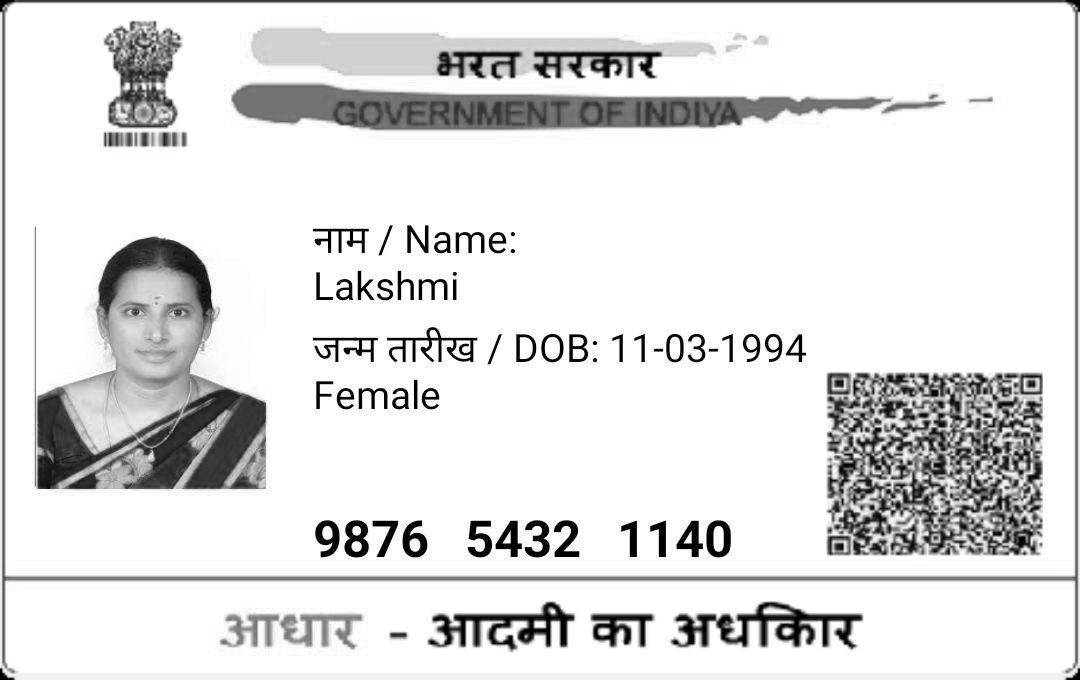 भरत सरकार
GOVERNMENT OF INDIYA
नाम / Name:
Lakshmi
जन्म तारीख / DOB: 11-03-1994
Female
9876 5432 1140
आधार - आदमी का अधकिार